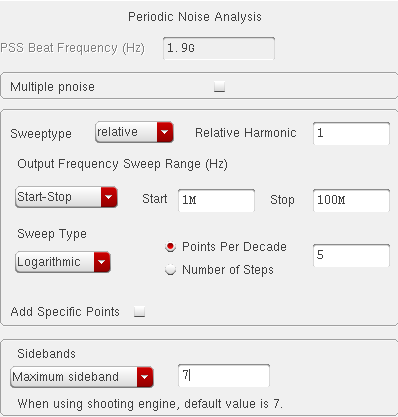 Periodic Noise Analysis
PSS Beat Frequency (Hz) 1.9G
Multiple pnoise
Sweeptype relative Relative Harmonic 1
Output Frequency Sweep Range (Hz)
Start-Stop Start 1M Stop 100M
Sweep Type
Points Per Decade
Logarithmic 5
Number of Steps
Add Specific Points
Sidebands
Maximum sideband 7
When using shooting engine, default value is 7.